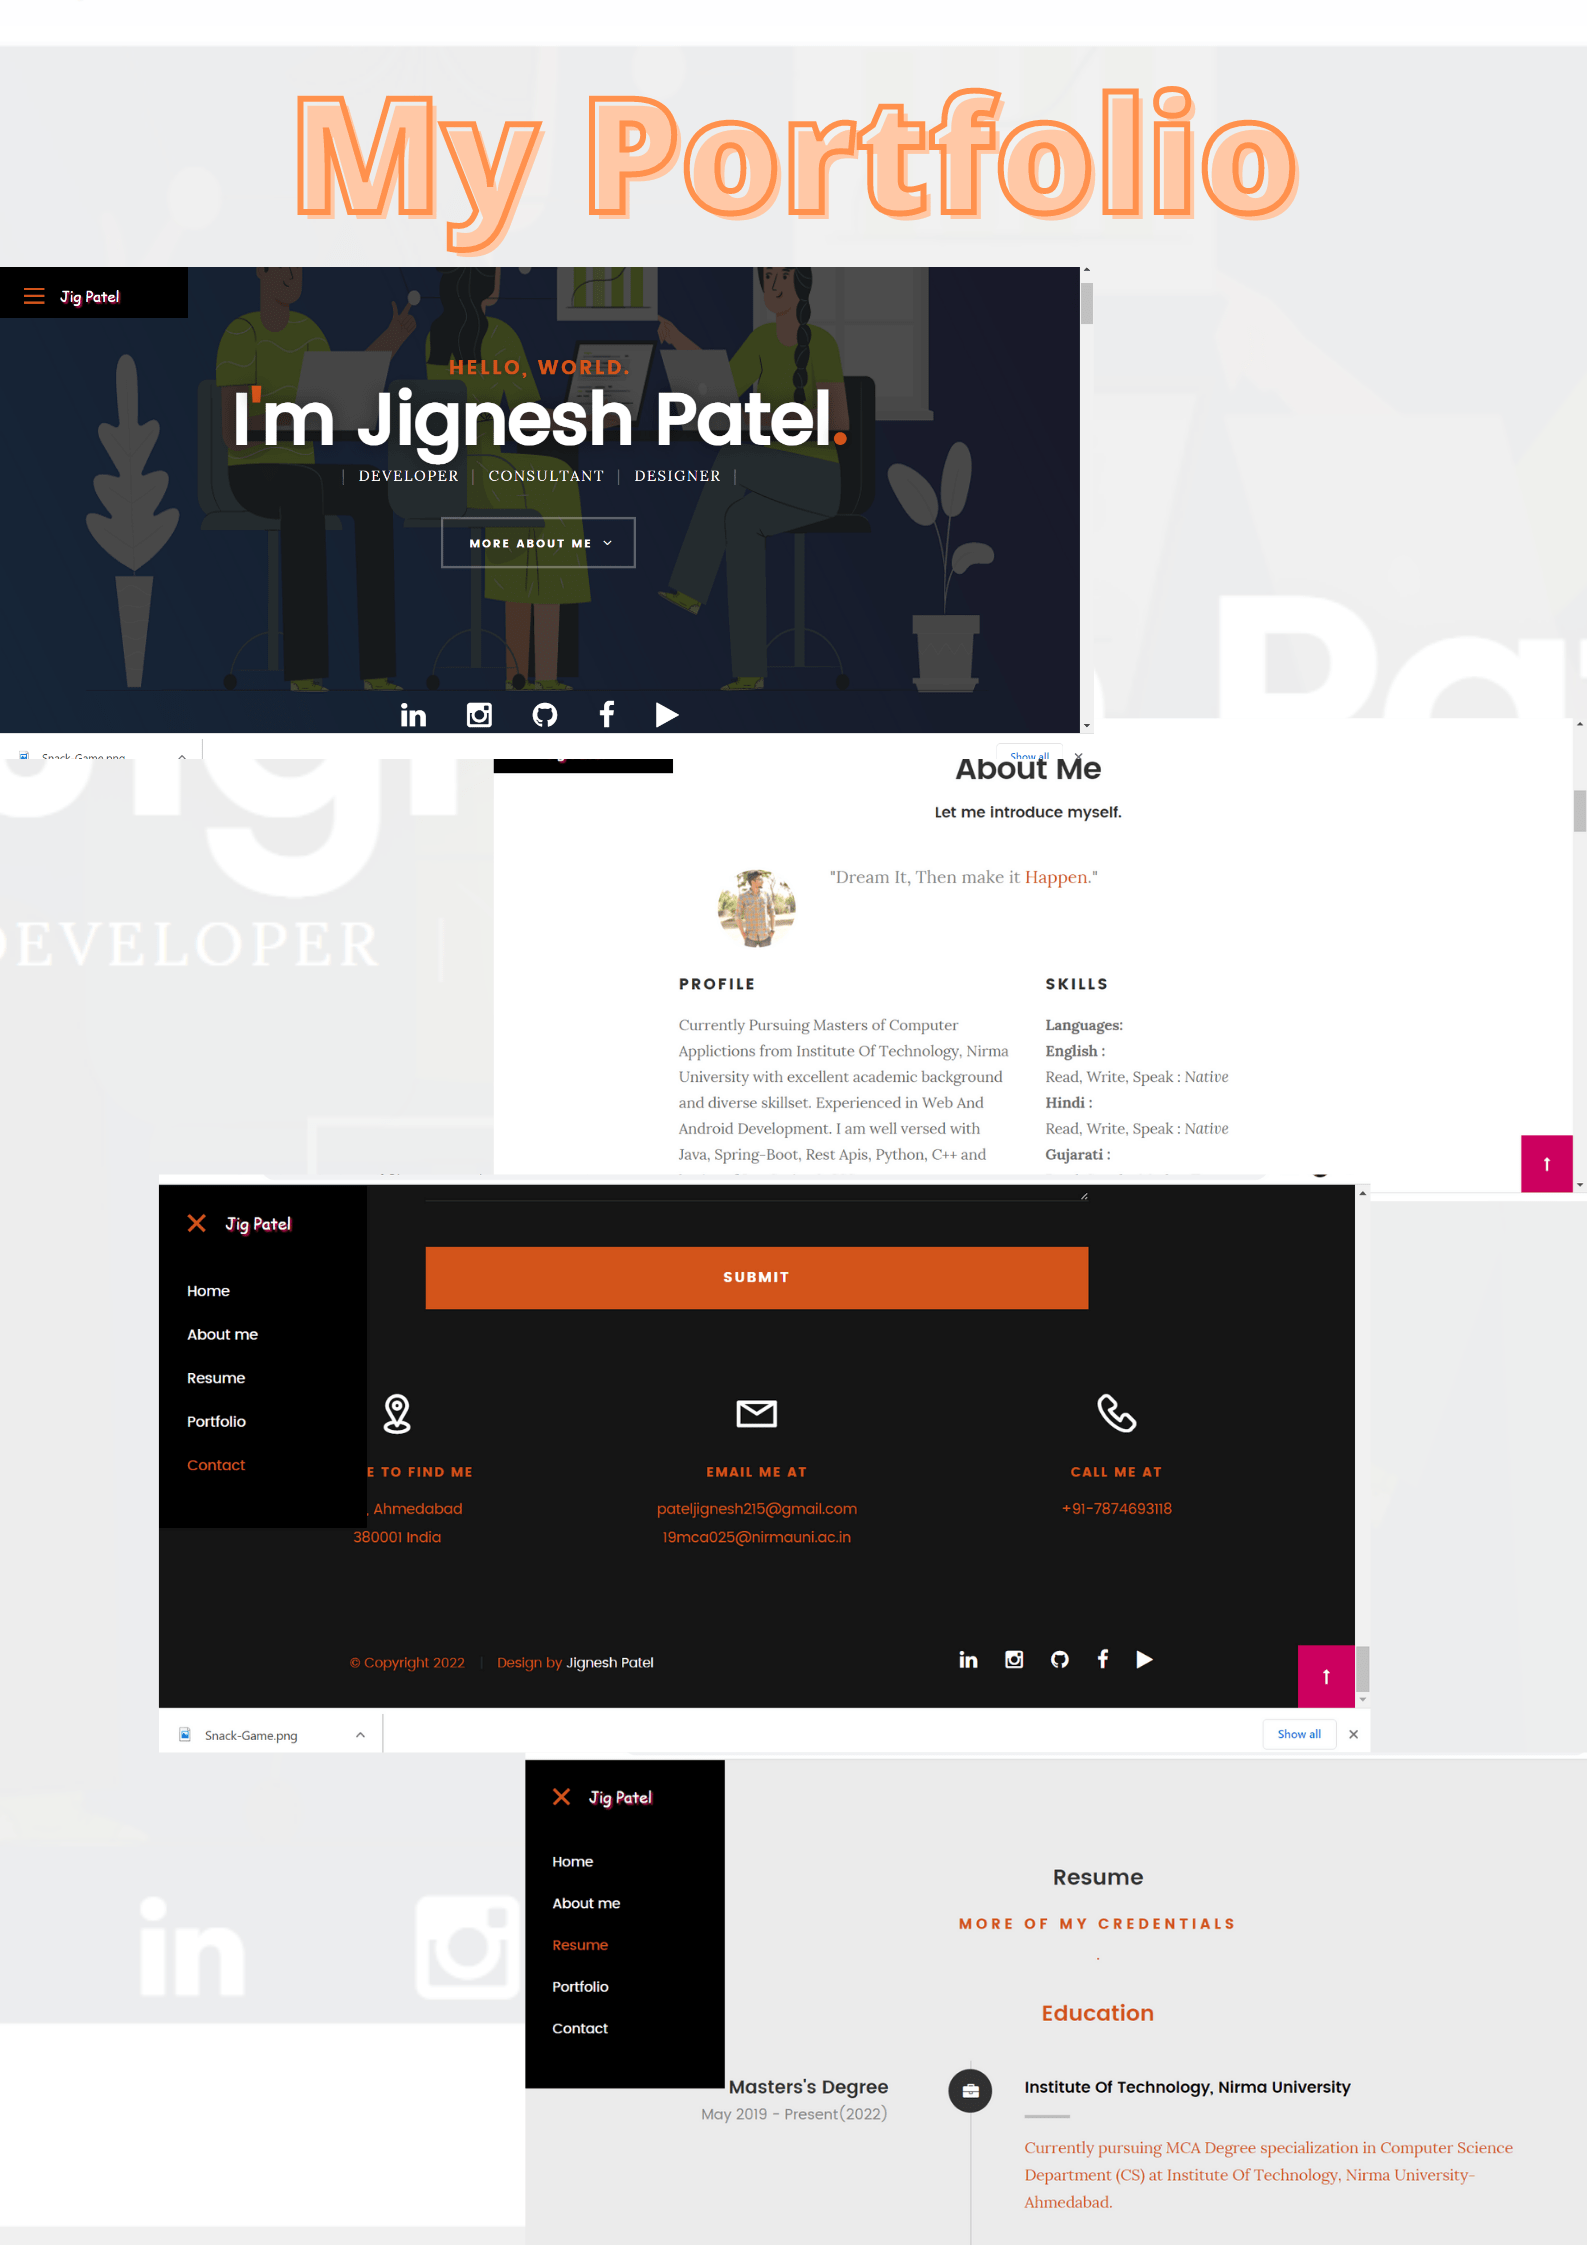 My Portfolio
Jig Patel
HELLO, WORLD.
I'm Jignesh Patel.
| DEVELOPER | CONSULTANT | DESIGNER |
MORE ABOUT ME
in
Snack-Game.png
Show all
About Me
Let me introduce myself.
"Dream It, Then make it Happen."
DEVELOPER |
PROFILE
Currently Pursuing Masters of Computer
Applictions from Institute Of Technology, Nirma
University with excellent academic background
and diverse skillset. Experienced in Web And
Android Development. I am well versed with
Java, Spring-Boot, Rest Apis, Python, C++ and
SKILLS
Languages:
English :
Read, Write, Speak : Native
Hindi :
Read, Write, Speak : Native
Gujarati :
Jig Patel
Home
About me
Resume
Portfolio
Contact
SUBMIT
E TO FIND ME
, Ahmedabad
380001 India
EMAIL ME AT
pateljignesh215@gmail.com
19mca025@nirmauni.ac.in
CALL ME AT
+91-7874693118
© Copyright 2022 | Design by Jignesh Patel
in
Snack-Game.png
Show all
Jig Patel
Home
About me
Resume
Portfolio
Contact
in
Resume
MORE OF MY CREDENTIALS
.
Education
Masters's Degree
May 2019 - Present(2022)
Institute Of Technology, Nirma University
Currently pursuing MCA Degree specialization in Computer Science
Department (CS) at Institute Of Technology, Nirma University-
Ahmedabad.